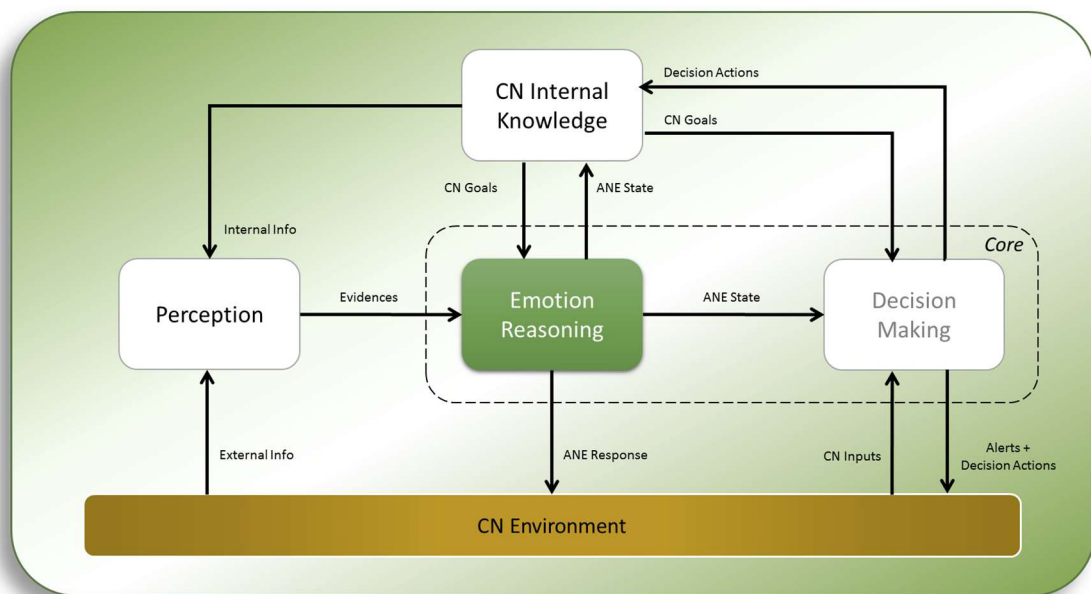 Decision Actions
CN Internal
Knowledge
CN Goals
CN Goals
ANE State
Internal Info
Core
Perception
Evidences
Emotion
Reasoning
ANE State
Decision
Making
External Info
ANE Response
CN Inputs
Alerts +
Decision Actions
CN Environment